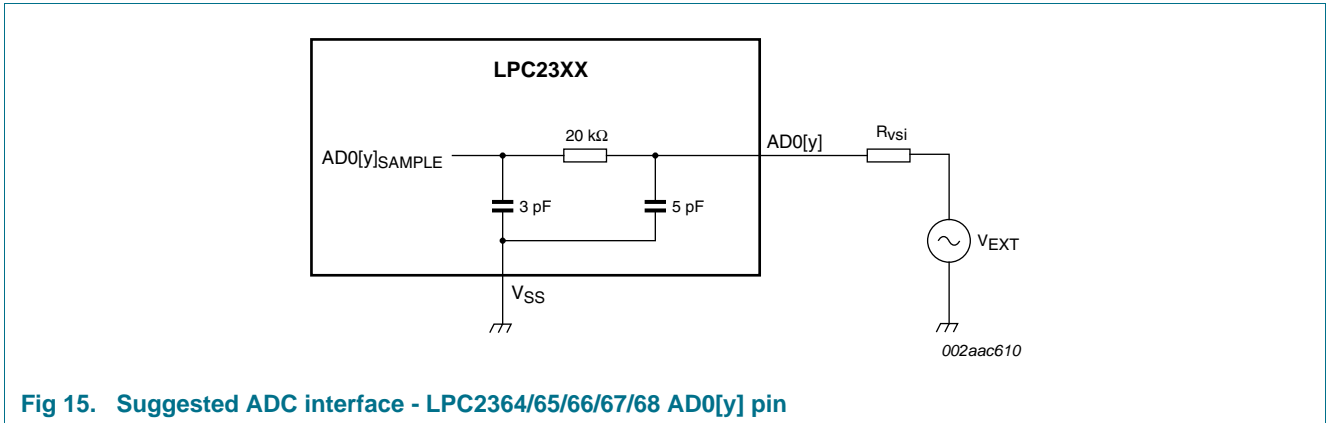 LPC23XX
20 kΩ
AD0[y]
Rvsi
AD0[y]SAMPLE
3 pF
5 pF
VEXT
VSS
002aac610
Fig 15. Suggested ADC interface - LPC2364/65/66/67/68 AD0[y] pin